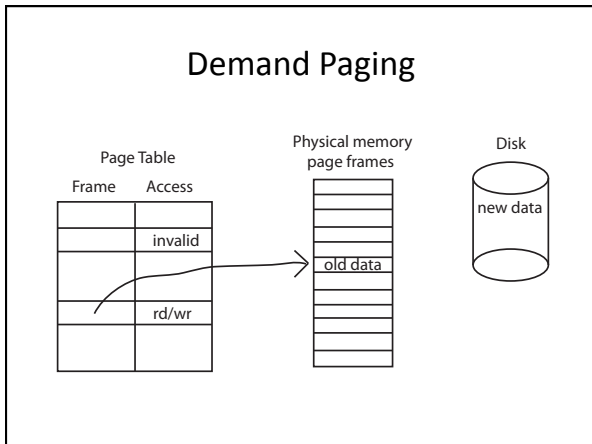 Demand Paging
Page Table
Frame Access
invalid
rd/wr
Physical memory
page frames
old data
Disk
new data